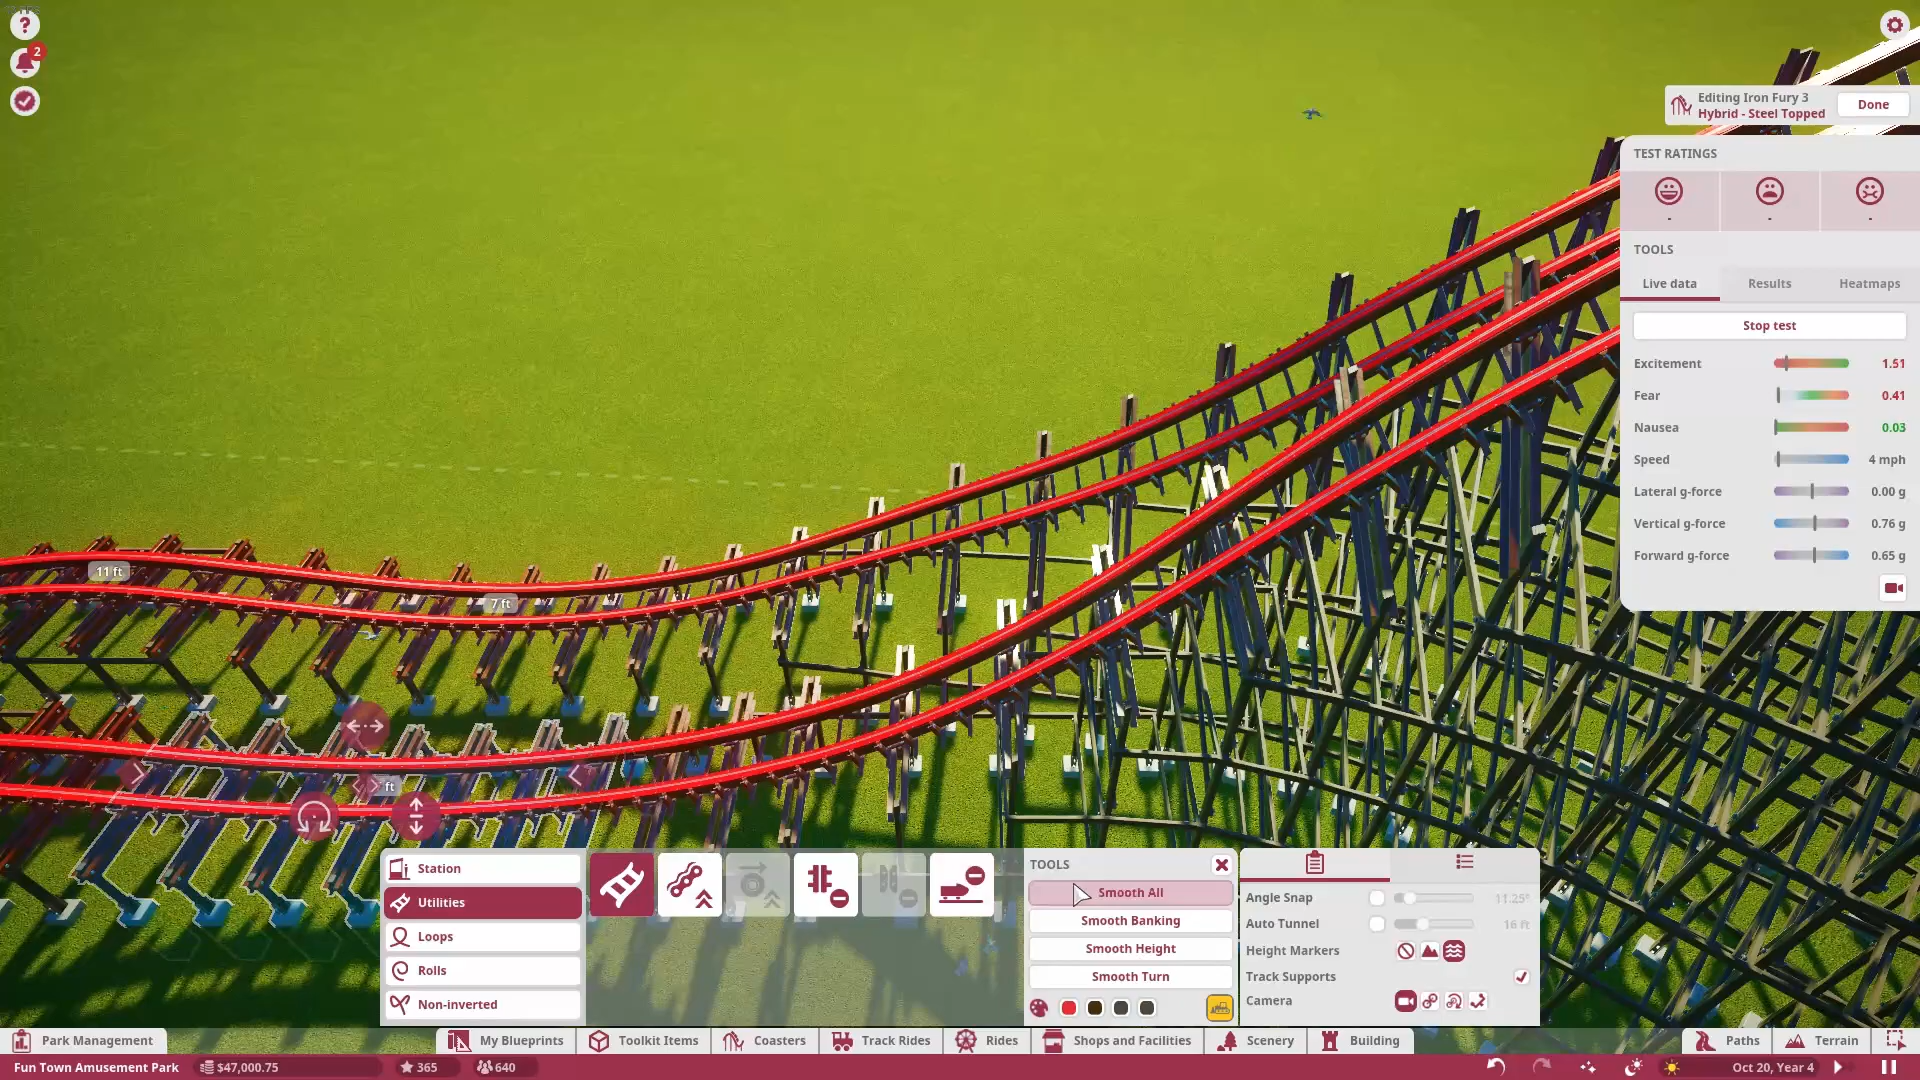 ?
2
Editing Iron Fury 3
Hybrid - Steel Topped
Done
TEST RATINGS
- - -
TOOLS
Live data Results Heatmaps
Stop test
Excitement 1.51
Fear 0.41
Nausea 0.03
Speed 4 mph
Lateral g-force 0.00 g
Vertical g-force 0.76 g
Forward g-force 0.65 g
11 ft
7 ft
ft
Station
Utilities
Loops
Rolls
Non-inverted
TOOLS
Smooth All
Smooth Banking
Smooth Height
Smooth Turn
Angle Snap 11.25°
Auto Tunnel 16 ft
Height Markers
Track Supports
Camera
Park Management
My Blueprints
Toolkit Items
Coasters
Track Rides
Rides
Shops and Facilities
Scenery
Building
Paths
Terrain
Fun Town Amusement Park
$47,000.75
365
640
Oct 20, Year 4